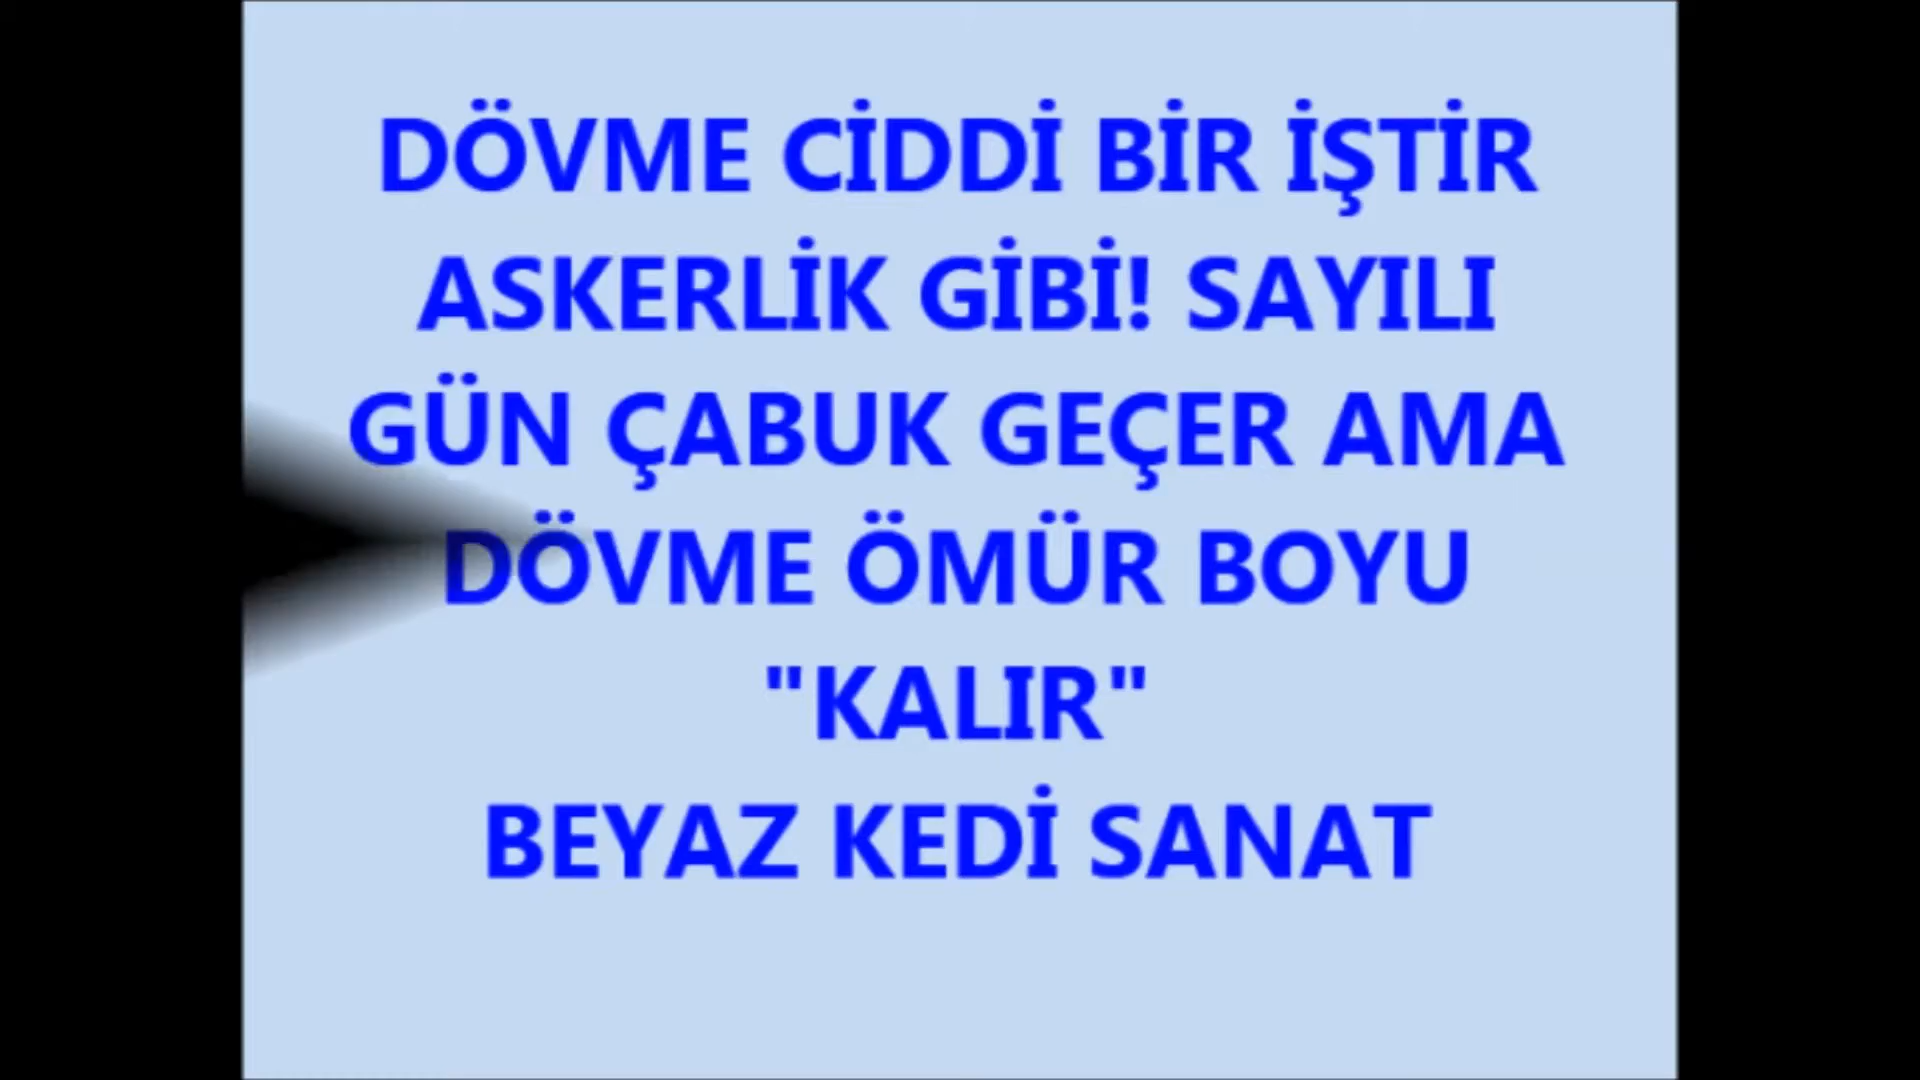 DÖVME CİDDİ BİR İŞTİR
ASKERLİK GİBİ! SAYILI
GÜN ÇABUK GEÇER AMA
DÖVME ÖMÜR BOYU
"KALIR"
BEYAZ KEDİ SANAT